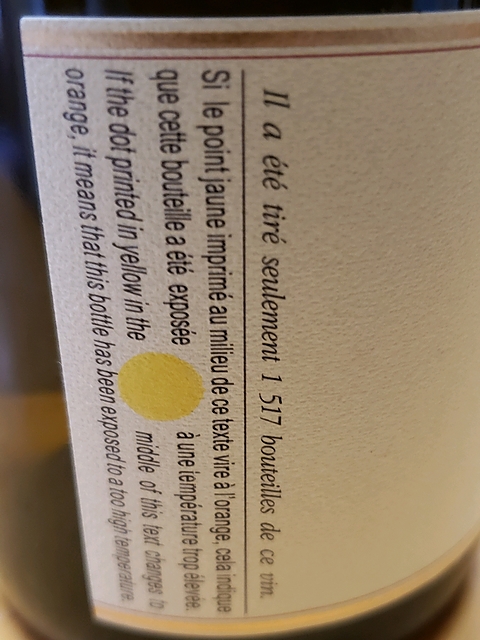 Il a été tiré seulement 1 517 bouteilles de ce vin.
Si le point jaune imprimé au milieu de ce texte vire à l'orange, cela indique
que cette bouteille a été exposée à une température trop élevée.
If the dot printed in yellow in the middle of this text changes to
orange, it means that this bottle has been exposed to a too high temperature.